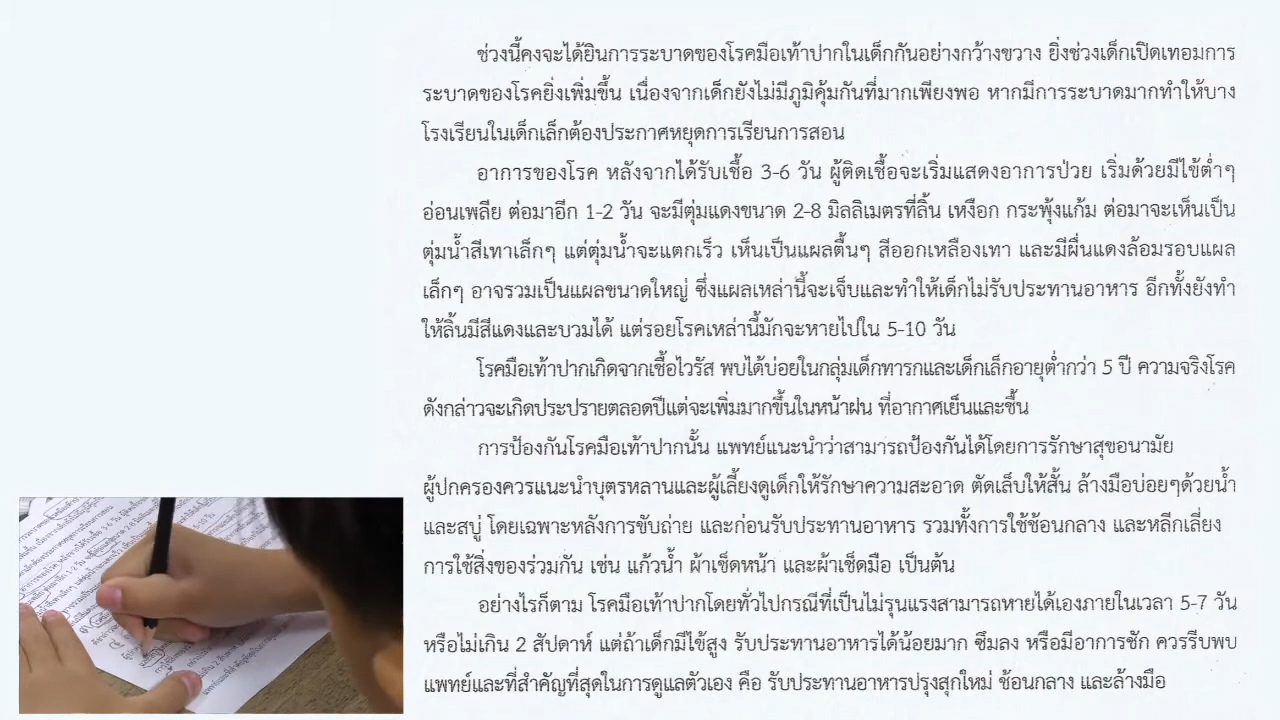 ช่วงนี้คงจะได้ยินการระบาดของโรคมือเท้าปากในเด็กกันอย่างกว้างขวาง ยิ่งช่วงเด็กเปิดเทอมการ
ระบาดของโรคยิ่งเพิ่มขึ้น เนื่องจากเด็กยังไม่มีภูมิคุ้มกันที่มากเพียงพอ หากมีการระบาดมากทำให้บาง
โรงเรียนในเด็กเล็กต้องประกาศหยุดการเรียนการสอน
อาการของโรค หลังจากได้รับเชื้อ 3-6 วัน ผู้ติดเชื้อจะเริ่มแสดงอาการป่วย เริ่มด้วยมีไข้ต่ำๆ
อ่อนเพลีย ต่อมาอีก 1-2 วัน จะมีตุ่มแดงขนาด 2-8 มิลลิเมตรที่ลิ้น เหงือก กระพุ้งแก้ม ต่อมาจะเห็นเป็น
ตุ่มน้ำสีเทาเล็กๆ แต่ตุ่มน้ำจะแตกเร็ว เห็นเป็นแผลตื้นๆ สีออกเหลืองเทา และมีผื่นแดงล้อมรอบแผล
เล็กๆ อาจรวมเป็นแผลขนาดใหญ่ ซึ่งแผลเหล่านี้จะเจ็บและทำให้เด็กไม่รับประทานอาหาร อีกทั้งยังทำ
ให้ลิ้นมีสีแดงและบวมได้ แต่รอยโรคเหล่านี้มักจะหายไปใน 5-10 วัน
โรคมือเท้าปากเกิดจากเชื้อไวรัส พบได้บ่อยในกลุ่มเด็กทารกและเด็กเล็กอายุต่ำกว่า 5 ปี ความจริงโรค
ดังกล่าวจะเกิดประปรายตลอดปีแต่จะเพิ่มมากขึ้นในหน้าฝน ที่อากาศเย็นและชื้น
การป้องกันโรคมือเท้าปากนั้น แพทย์แนะนำว่าสามารถป้องกันได้โดยการรักษาสุขอนามัย
ผู้ปกครองควรแนะนำบุตรหลานและผู้เลี้ยงดูเด็กให้รักษาความสะอาด ตัดเล็บให้สั้น ล้างมือบ่อยๆด้วยน้ำ
และสบู่ โดยเฉพาะหลังการขับถ่าย และก่อนรับประทานอาหาร รวมทั้งการใช้ช้อนกลาง และหลีกเลี่ยง
การใช้สิ่งของร่วมกัน เช่น แก้วน้ำ ผ้าเช็ดหน้า และผ้าเช็ดมือ เป็นต้น
อย่างไรก็ตาม โรคมือเท้าปากโดยทั่วไปกรณีที่เป็นไม่รุนแรงสามารถหายได้เองภายในเวลา 5-7 วัน
หรือไม่เกิน 2 สัปดาห์ แต่ถ้าเด็กมีไข้สูง รับประทานอาหารได้น้อยมาก ซึมลง หรือมีอาการชัก ควรรีบพบ
แพทย์และที่สำคัญที่สุดในการดูแลตัวเอง คือ รับประทานอาหารปรุงสุกใหม่ ช้อนกลาง และล้างมือ